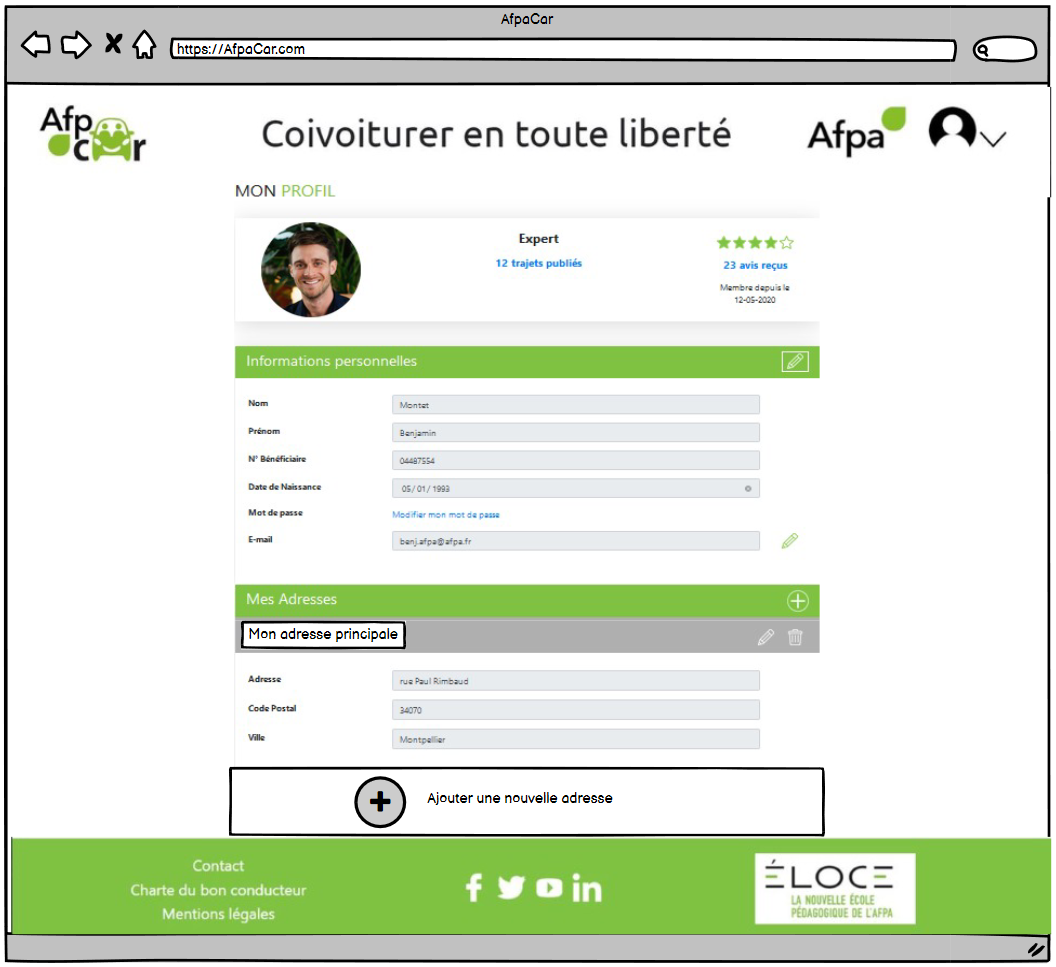 AfpaCar
https://AfpaCar.com
Afp
car
Coivoiturer en toute liberté
Afpa
MON PROFIL
Expert
12 trajets publiés
23 avis reçus
Membre depuis le
12-05-2020
Informations personnelles
Nom
Montet
Prénom
Benjamin
N° Bénéficiaire
04487554
Date de Naissance
05 / 01 / 1993
Mot de passe
Modifier mon mot de passe
E-mail
benj.afpa@afpa.fr
Mes Adresses
Mon adresse principale
Adresse
rue Paul Rimbaud
Code Postal
34070
Ville
Montpellier
Ajouter une nouvelle adresse
Contact
Charte du bon conducteur
Mentions légales
ÉLOCE
LA NOUVELLE ÉCOLE
PÉDAGOGIQUE DE L'AFPA